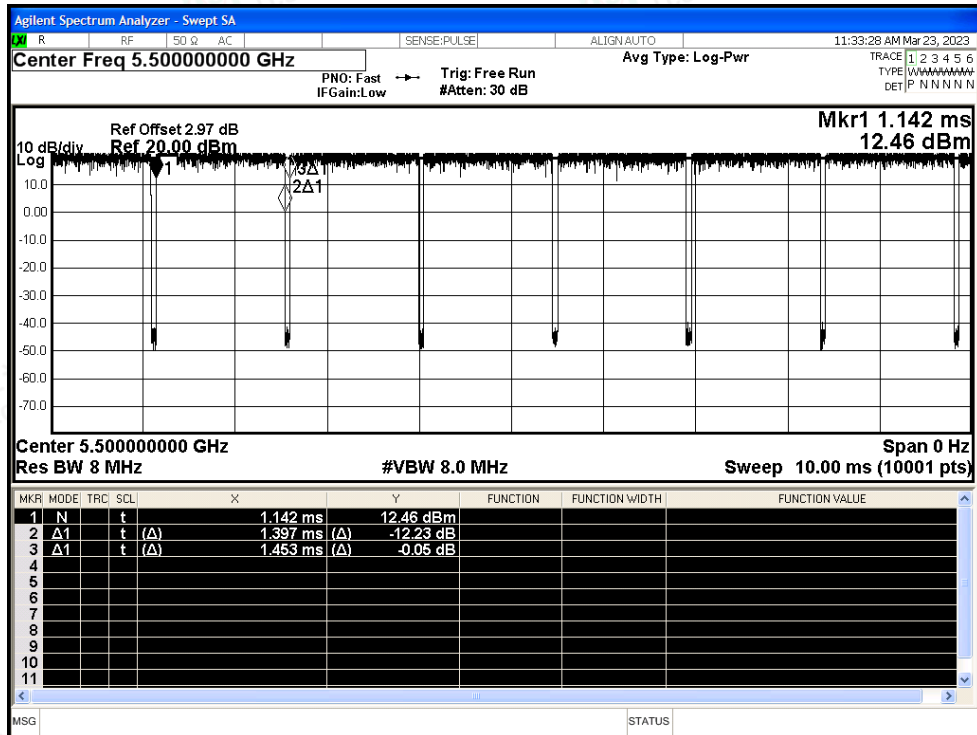 Agilent Spectrum Analyzer - Swept SA
LXI R RF 50 Ω AC SENSE:PULSE ALIGN AUTO 11:33:28 AM Mar 23, 2023
Center Freq 5.500000000 GHz
PNO: Fast
IFGain:Low
Trig: Free Run
#Atten: 30 dB
Avg Type: Log-Pwr
TRACE 1 2 3 4 5 6
TYPE WWWWWW
DET P N N N N N
Mkr1 1.142 ms
12.46 dBm
Ref Offset 2.97 dB
10 dB/div Ref 20.00 dBm
Log
1
3Δ1
2Δ1
10.0
0.00
-10.0
-20.0
-30.0
-40.0
-50.0
-60.0
-70.0
Center 5.500000000 GHz Span 0 Hz
Res BW 8 MHz #VBW 8.0 MHz Sweep 10.00 ms (10001 pts)
MKR MODE TRC SCL X Y FUNCTION FUNCTION WIDTH FUNCTION VALUE
1 N t 1.142 ms 12.46 dBm
2 Δ1 t (Δ) 1.397 ms (Δ) -12.23 dB
3 Δ1 t (Δ) 1.453 ms (Δ) -0.05 dB
4
5
6
7
8
9
10
11
MSG STATUS